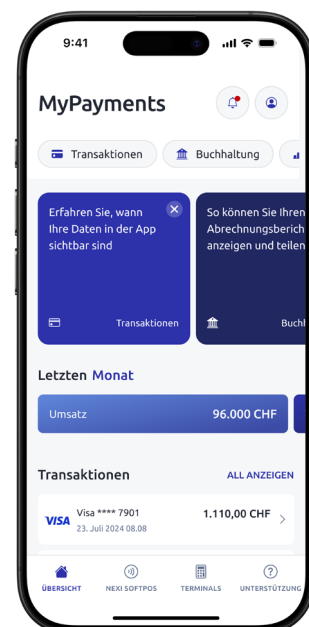 9:41
MyPayments
Transaktionen
Buchhaltung
Erfahren Sie, wann
Ihre Daten in der App
sichtbar sind
Transaktionen
So können Sie Ihren
Abrechnungsberich
anzeigen und teilen
Buchh
Letzten Monat
Umsatz 96.000 CHF
Transaktionen ALL ANZEIGEN
VISA
Visa **** 7901
23. Juli 2024 08.08
1.110,00 CHF
ÜBERSICHT
NEXI SOFTPOS
TERMINALS
UNTERSTÜTZUNG